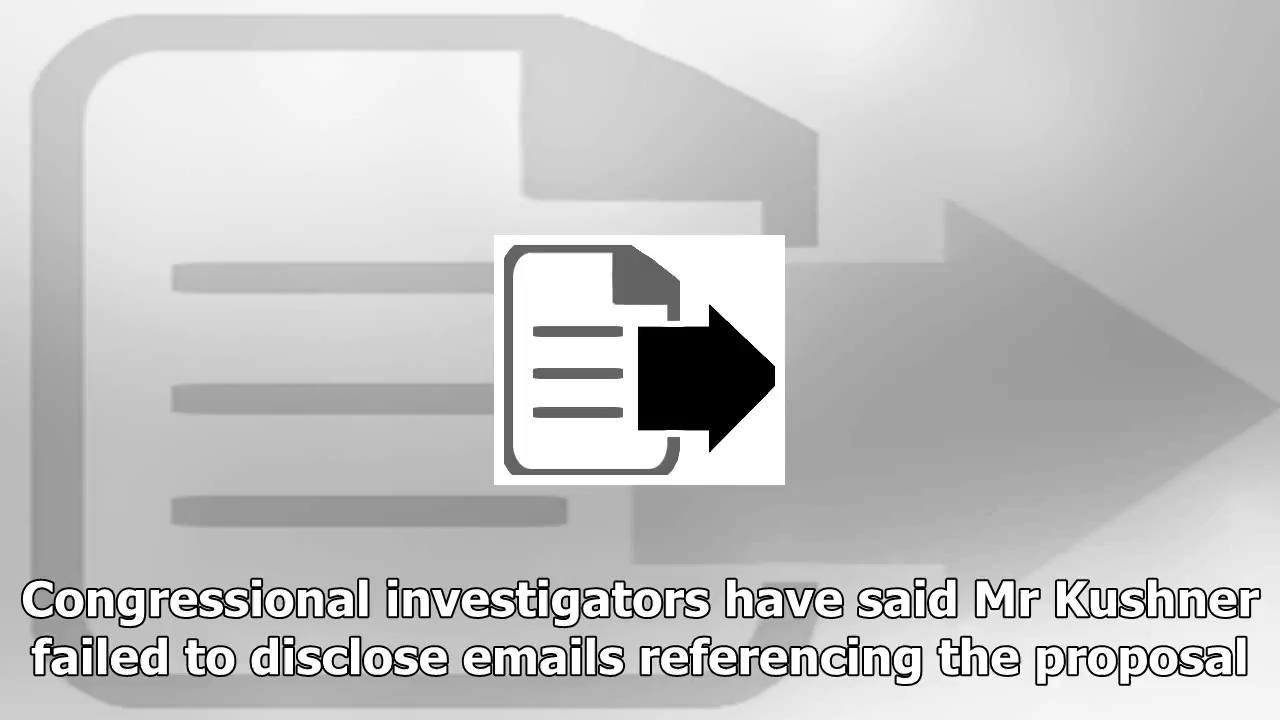 Congressional investigators have said Mr Kushner
failed to disclose emails referencing the proposal